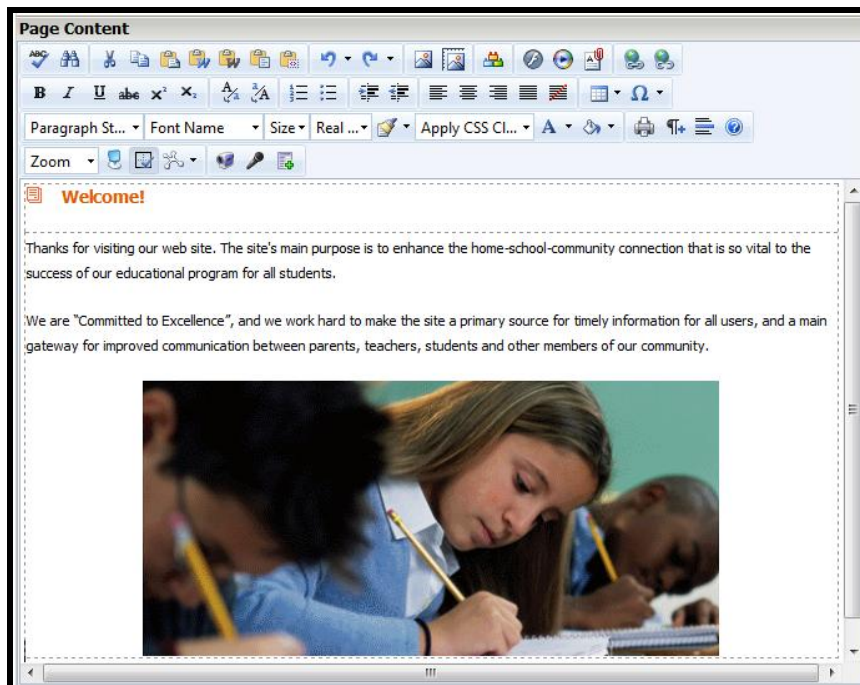 Page Content
ABC
B I U abc x² x₂ A A Ω
Paragraph St... Font Name Size Real ... Apply CSS Cl... A
Zoom
Welcome!
Thanks for visiting our web site. The site's main purpose is to enhance the home-school-community connection that is so vital to the
success of our educational program for all students.
We are “Committed to Excellence”, and we work hard to make the site a primary source for timely information for all users, and a main
gateway for improved communication between parents, teachers, students and other members of our community.